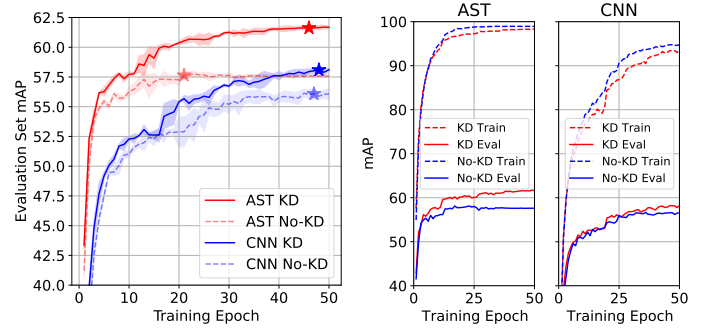 62.5
60.0
57.5
55.0
52.5
50.0
47.5
45.0
42.5
40.0
Evaluation Set mAP
0 10 20 30 40 50
Training Epoch
AST KD
AST No-KD
CNN KD
CNN No-KD
AST
100
90
80
70
60
50
40
mAP
KD Train
KD Eval
No-KD Train
No-KD Eval
0 25 50
Training Epoch
CNN
KD Train
KD Eval
No-KD Train
No-KD Eval
0 25 50
Training Epoch